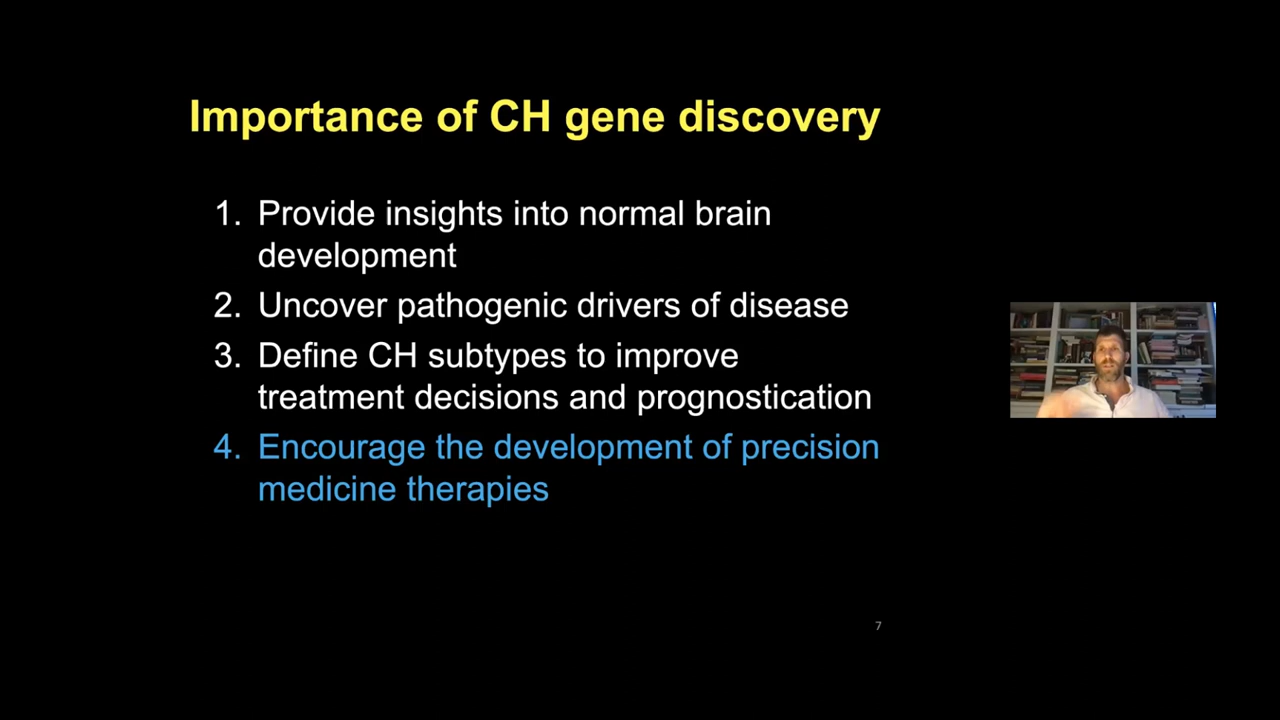 Importance of CH gene discovery
1. Provide insights into normal brain
development
2. Uncover pathogenic drivers of disease
3. Define CH subtypes to improve
treatment decisions and prognostication
4. Encourage the development of precision
medicine therapies
7